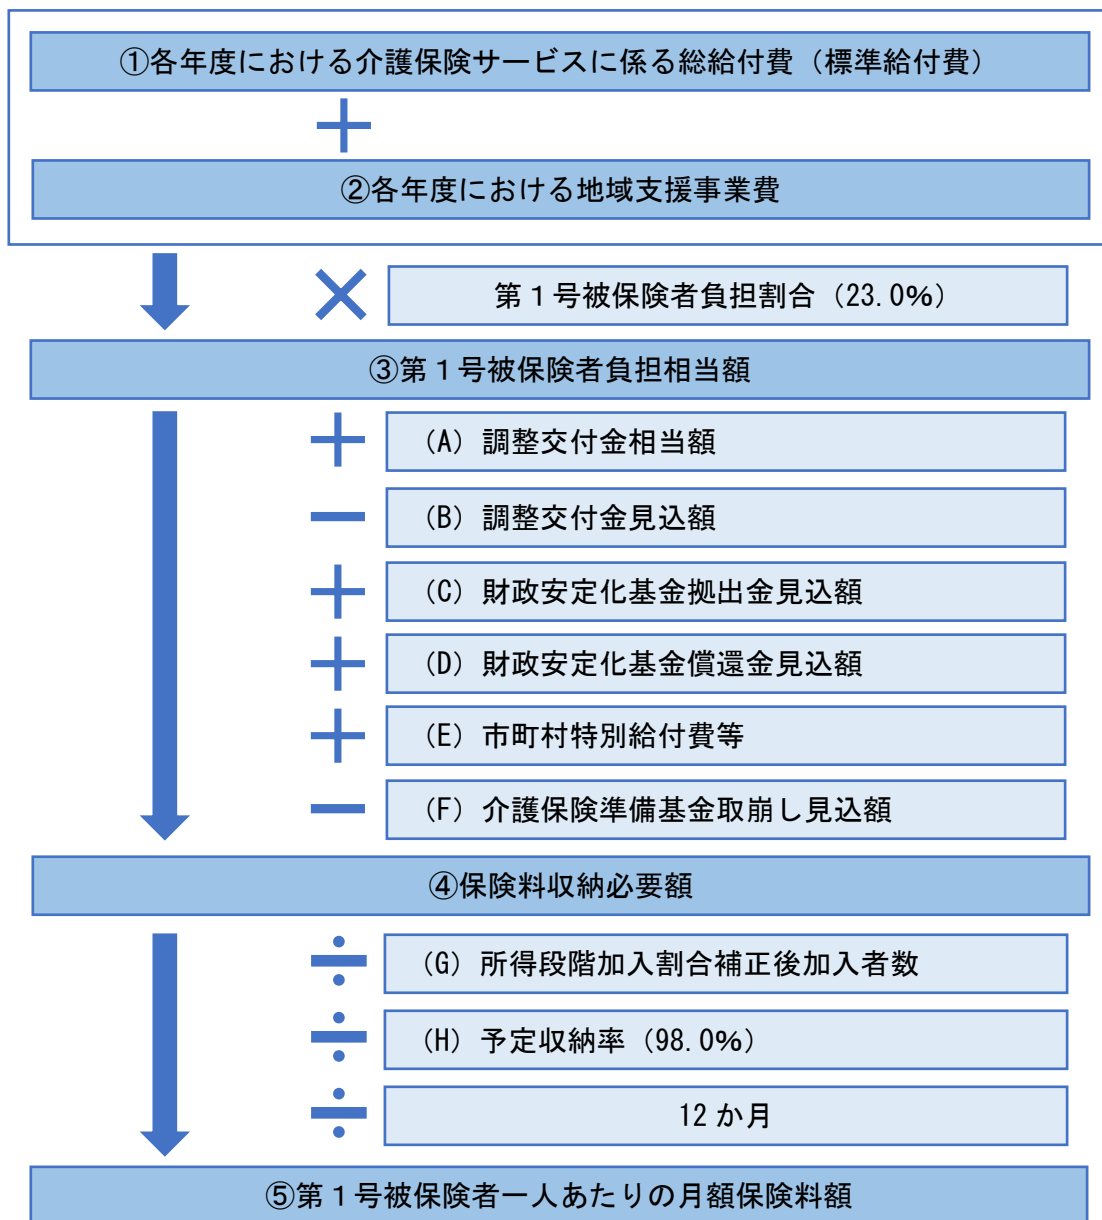 ①各年度における介護保険サービスに係る総給付費（標準給付費）
＋
②各年度における地域支援事業費
×
第１号被保険者負担割合（23.0%）
③第１号被保険者負担相当額
＋
(A) 調整交付金相当額
－
(B) 調整交付金見込額
＋
(C) 財政安定化基金拠出金見込額
＋
(D) 財政安定化基金償還金見込額
＋
(E) 市町村特別給付費等
－
(F) 介護保険準備基金取崩し見込額
④保険料収納必要額
÷
(G) 所得段階加入割合補正後加入者数
÷
(H) 予定収納率（98.0%）
÷
12 か月
⑤第１号被保険者一人あたりの月額保険料額